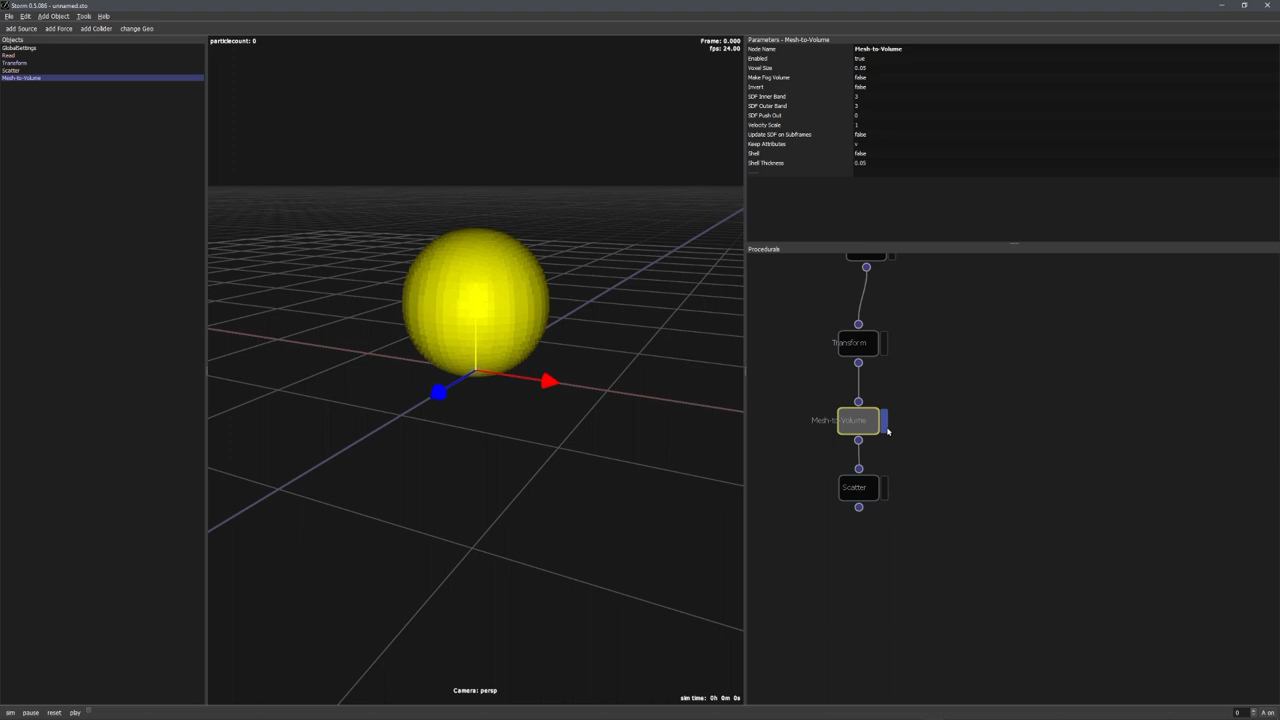 Storm 0.5.086 - unnamed.sto
File Edit Add Object Tools Help
add Source add Force add Collider change Geo
Objects
GlobalSettings
Read
Transform
Scatter
Mesh-to-Volume
particlecount: 0
Frame: 0.000
fps: 24.00
Camera: persp
sim time: 0h 0m 0s
Parameters - Mesh-to-Volume
Node Name Mesh-to-Volume
Enabled true
Voxel Size 0.05
Make Fog Volume false
Invert false
SDF Inner Band 3
SDF Outer Band 3
SDF Push Out 0
Velocity Scale 1
Update SDF on Subframes false
Keep Attributes v
Shell false
Shell Thickness 0.05
-----
Procedurals
Transform
Mesh-to-Volume
Scatter
sim pause reset play
0 A on